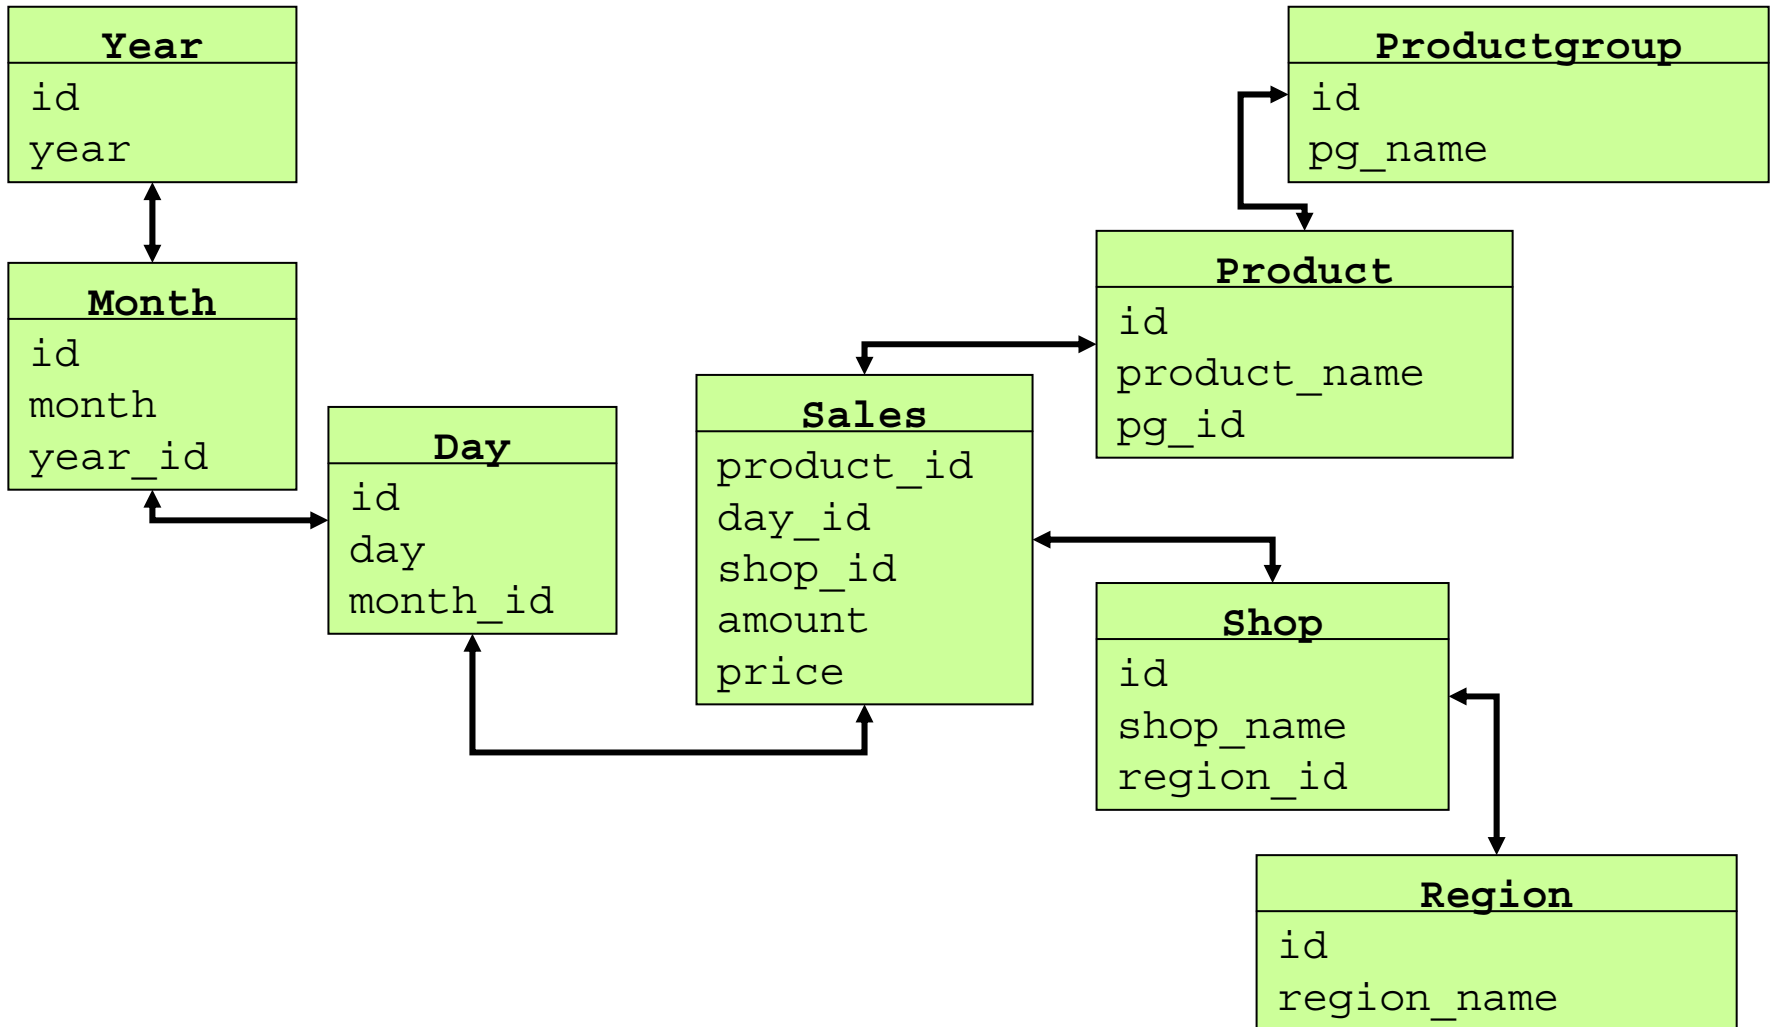 Year
id
year
Month
id
month
year_id
Day
id
day
month_id
Sales
product_id
day_id
shop_id
amount
price
Productgroup
id
pg_name
Product
id
product_name
pg_id
Shop
id
shop_name
region_id
Region
id
region_name